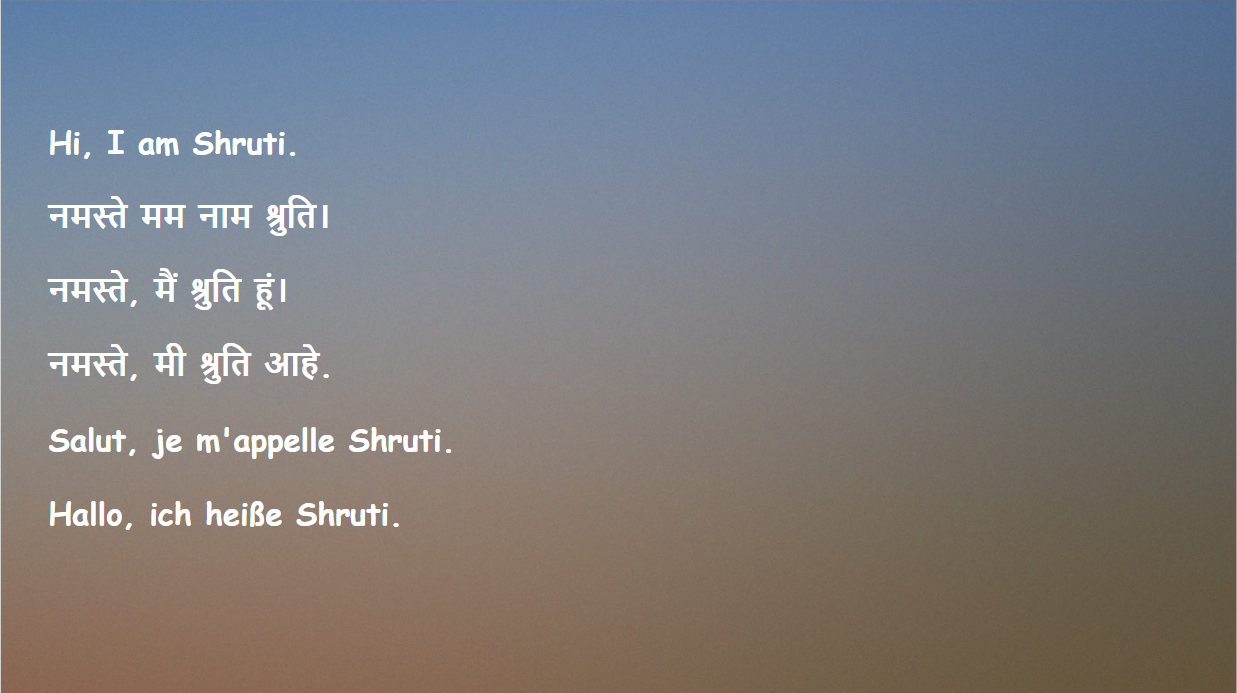 Hi, I am Shruti.
नमस्ते मम नाम श्रुति।
नमस्ते, मैं श्रुति हूं।
नमस्ते, मी श्रुति आहे.
Salut, je m'appelle Shruti.
Hallo, ich heiße Shruti.